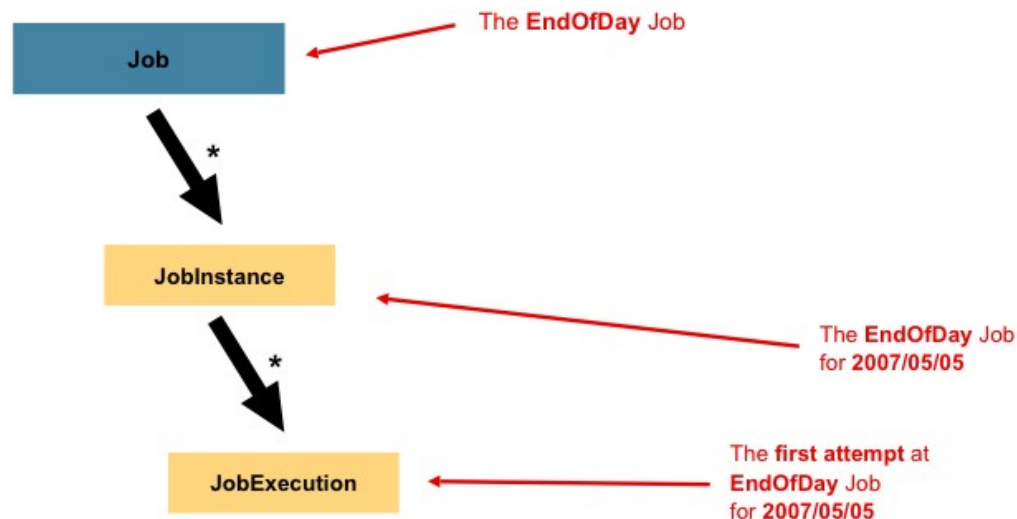 The EndOfDay Job
Job
*
JobInstance
The EndOfDay Job
for 2007/05/05
*
The first attempt at
EndOfDay Job
for 2007/05/05
JobExecution